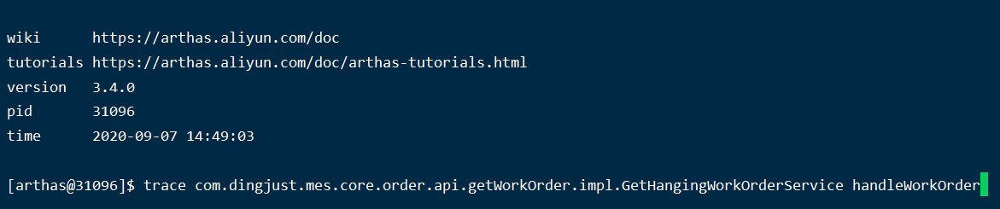 wiki https://arthas.aliyun.com/doc
tutorials https://arthas.aliyun.com/doc/arthas-tutorials.html
version 3.4.0
pid 31096
time 2020-09-07 14:49:03
[arthas@31096]$ trace com.dingjust.mes.core.order.api.getWorkOrder.impl.GetHangingWorkOrderService handleWorkOrder